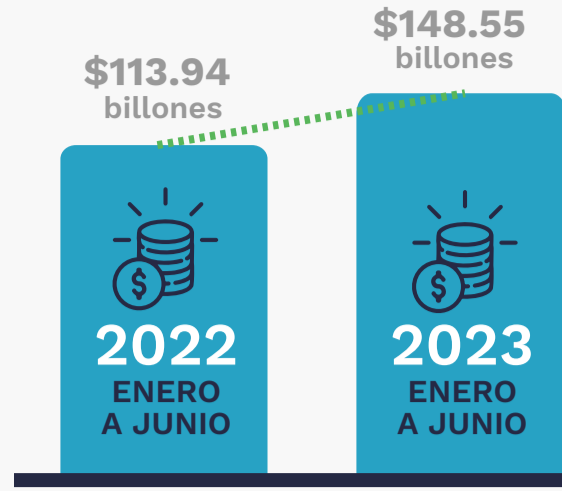 $113.94
billones
$148.55
billones
$
2022
ENERO
A JUNIO
$
2023
ENERO
A JUNIO